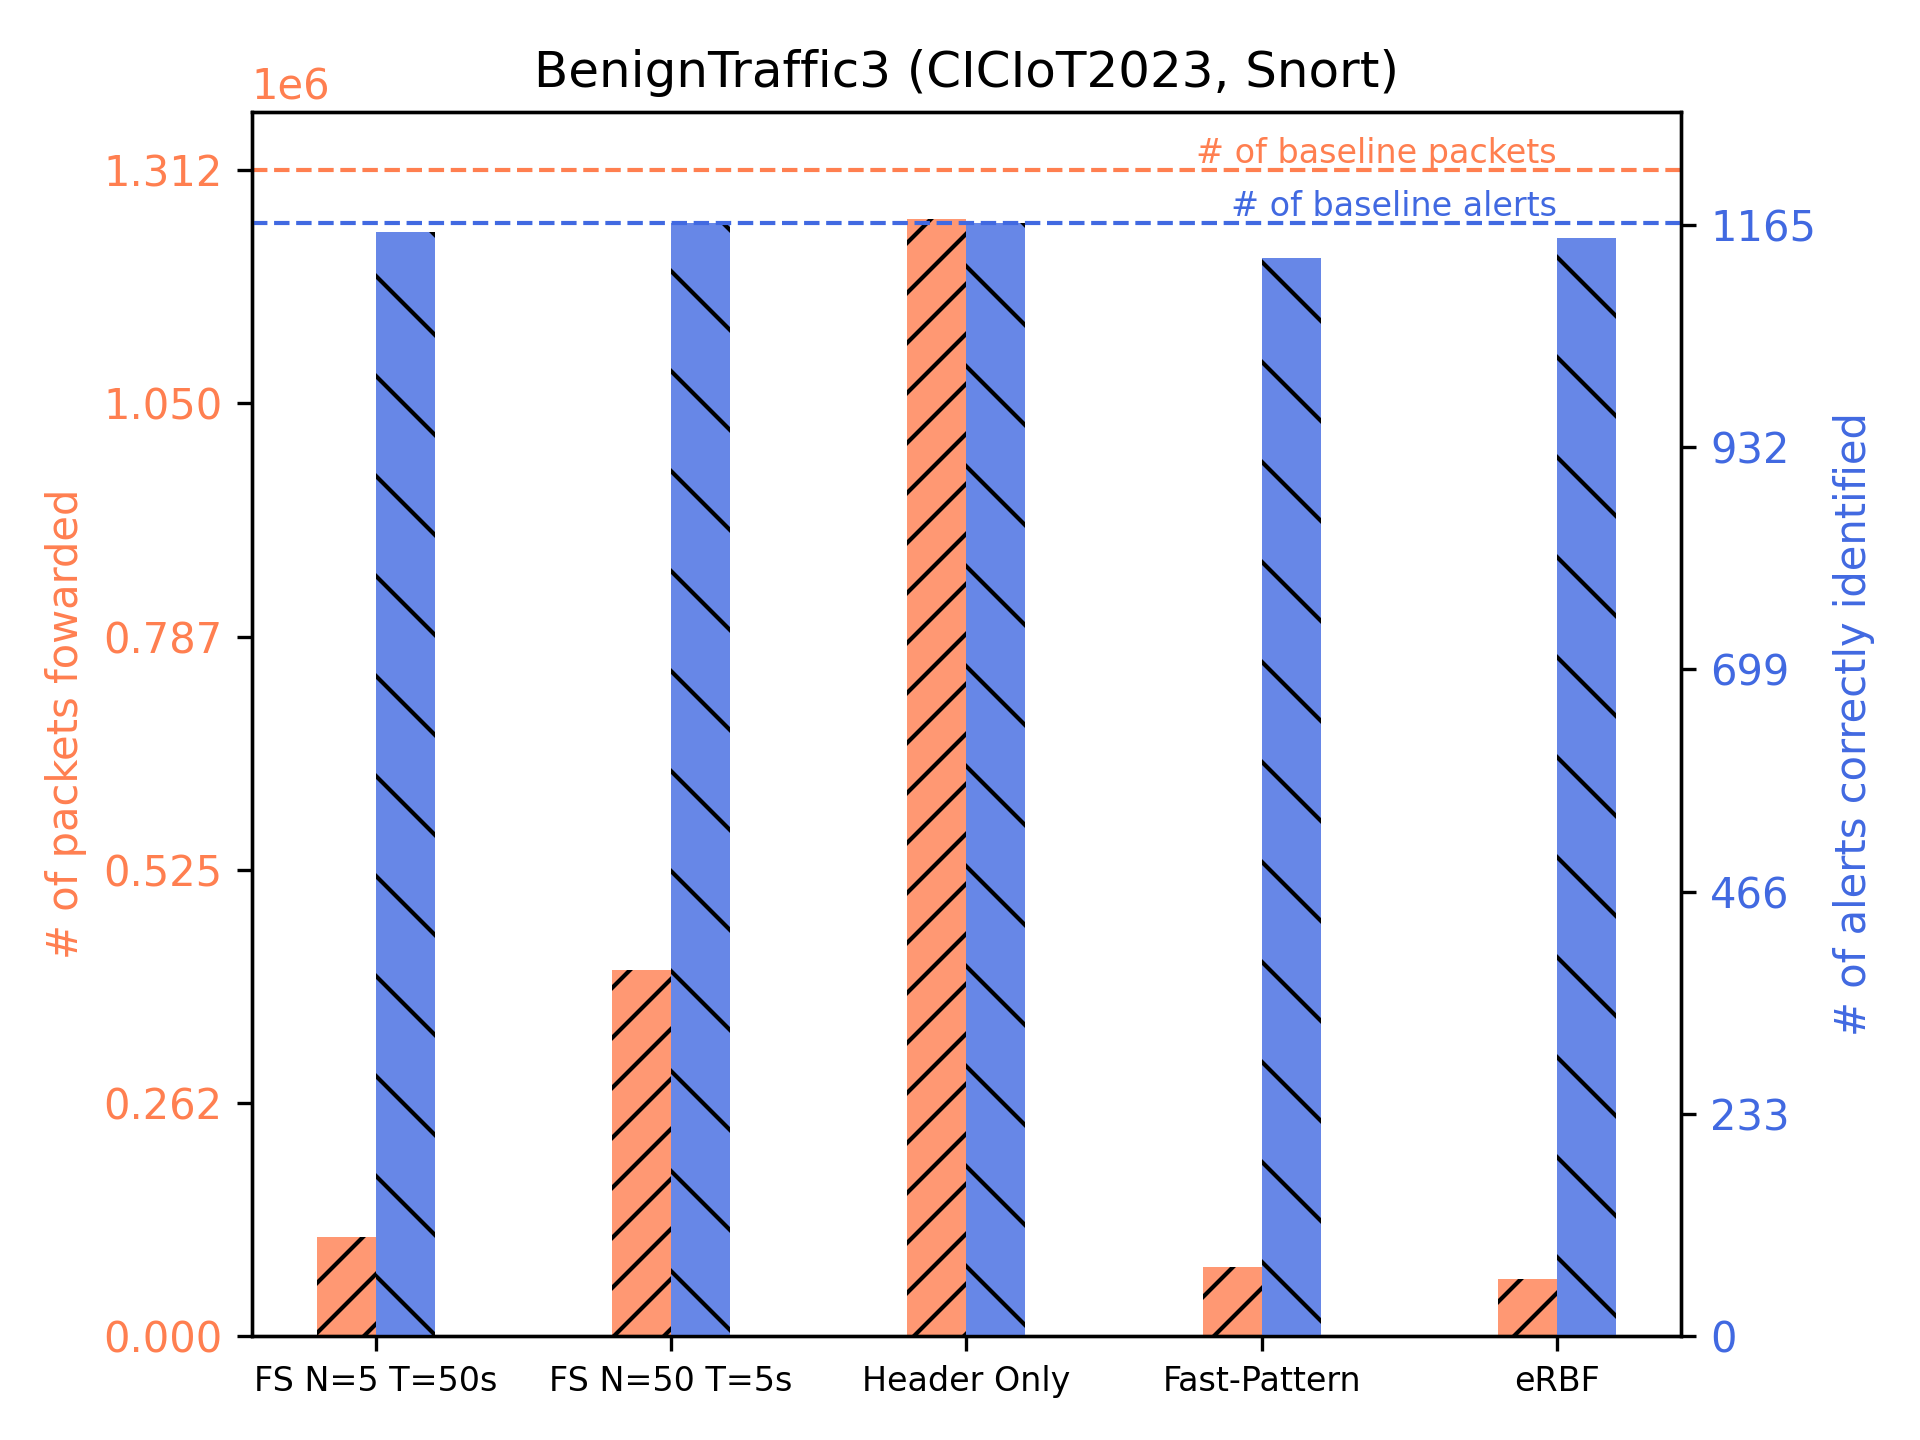 BenignTraffic3 (CICIoT2023, Snort)
1e6
# of baseline packets
# of baseline alerts
1.312
1.050
0.787
0.525
0.262
0.000
# of packets fowarded
1165
932
699
466
233
0
# of alerts correctly identified
FS N=5 T=50s
FS N=50 T=5s
Header Only
Fast-Pattern
eRBF